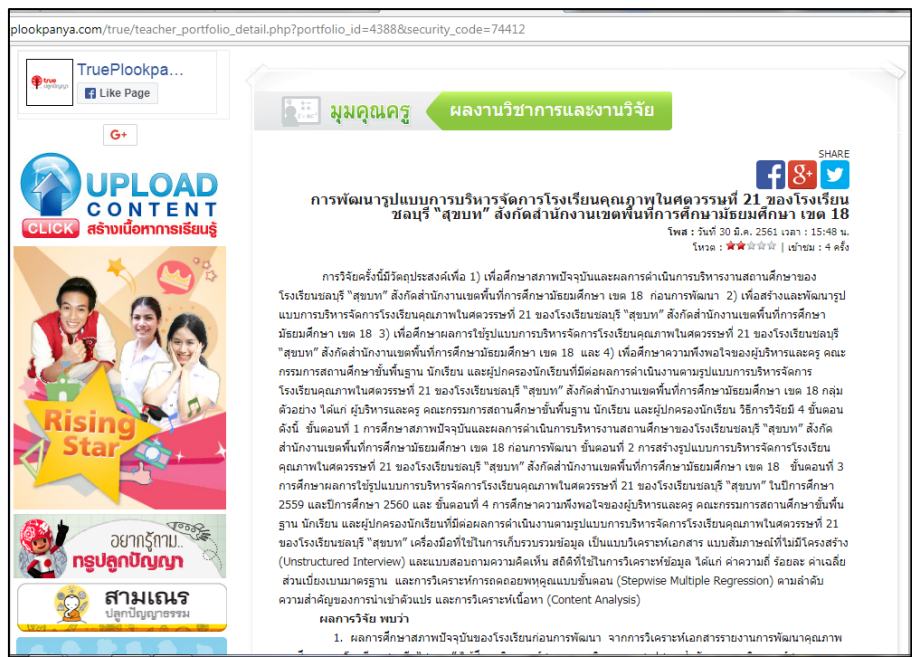 plookpanya.com/true/teacher_portfolio_detail.php?portfolio_id=4388&security_code=74412
TruePlookpa...
true
ปลูกปัญญา
Like Page
G+
UPLOAD
CONTENT
CLICK สร้างเนื้อหาการเรียนรู้
Rising
Star
อยากรู้ถาม..
ทรูปลูกปัญญา
สามเณร
ปลูกปัญญาธรรม
มุมคุณครู ผลงานวิชาการและงานวิจัย
SHARE
การพัฒนารูปแบบการบริหารจัดการโรงเรียนคุณภาพในศตวรรษที่ 21 ของโรงเรียน
ชลบุรี "สุขบท" สังกัดสำนักงานเขตพื้นที่การศึกษามัธยมศึกษา เขต 18
โพส : วันที่ 30 มี.ค. 2561 เวลา : 15:48 น.
โหวต : | เข้าชม : 4 ครั้ง
การวิจัยครั้งนี้มีวัตถุประสงค์เพื่อ 1) เพื่อศึกษาสภาพปัจจุบันและผลการดำเนินการบริหารงานสถานศึกษาของ
โรงเรียนชลบุรี "สุขบท" สังกัดสำนักงานเขตพื้นที่การศึกษามัธยมศึกษา เขต 18 ก่อนการพัฒนา 2) เพื่อสร้างและพัฒนารูป
แบบการบริหารจัดการโรงเรียนคุณภาพในศตวรรษที่ 21 ของโรงเรียนชลบุรี "สุขบท" สังกัดสำนักงานเขตพื้นที่การศึกษา
มัธยมศึกษา เขต 18 3) เพื่อศึกษาผลการใช้รูปแบบการบริหารจัดการโรงเรียนคุณภาพในศตวรรษที่ 21 ของโรงเรียนชลบุรี
"สุขบท" สังกัดสำนักงานเขตพื้นที่การศึกษามัธยมศึกษา เขต 18 และ 4) เพื่อศึกษาความพึงพอใจของผู้บริหารและครู คณะ
กรรมการสถานศึกษาขั้นพื้นฐาน นักเรียน และผู้ปกครองนักเรียนที่มีต่อผลการดำเนินงานตามรูปแบบการบริหารจัดการ
โรงเรียนคุณภาพในศตวรรษที่ 21 ของโรงเรียนชลบุรี "สุขบท" สังกัดสำนักงานเขตพื้นที่การศึกษามัธยมศึกษา เขต 18 กลุ่ม
ตัวอย่าง ได้แก่ ผู้บริหารและครู คณะกรรมการสถานศึกษาขั้นพื้นฐาน นักเรียน และผู้ปกครองนักเรียน วิธีการวิจัยมี 4 ขั้นตอน
ดังนี้ ขั้นตอนที่ 1 การศึกษาสภาพปัจจุบันและผลการดำเนินการบริหารงานสถานศึกษาของโรงเรียนชลบุรี "สุขบท" สังกัด
สำนักงานเขตพื้นที่การศึกษามัธยมศึกษา เขต 18 ก่อนการพัฒนา ขั้นตอนที่ 2 การสร้างรูปแบบการบริหารจัดการโรงเรียน
คุณภาพในศตวรรษที่ 21 ของโรงเรียนชลบุรี "สุขบท" สังกัดสำนักงานเขตพื้นที่การศึกษามัธยมศึกษา เขต 18 ขั้นตอนที่ 3
การศึกษาผลการใช้รูปแบบการบริหารจัดการโรงเรียนคุณภาพในศตวรรษที่ 21 ของโรงเรียนชลบุรี "สุขบท" ในปีการศึกษา
2559 และปีการศึกษา 2560 และ ขั้นตอนที่ 4 การศึกษาความพึงพอใจของผู้บริหารและครู คณะกรรมการสถานศึกษาขั้นพื้น
ฐาน นักเรียน และผู้ปกครองนักเรียนที่มีต่อผลการดำเนินงานตามรูปแบบการบริหารจัดการโรงเรียนคุณภาพในศตวรรษที่ 21
ของโรงเรียนชลบุรี "สุขบท" เครื่องมือที่ใช้ในการเก็บรวบรวมข้อมูล เป็นแบบวิเคราะห์เอกสาร แบบสัมภาษณ์ที่ไม่มีโครงสร้าง
(Unstructured Interview) และแบบสอบถามความคิดเห็น สถิติที่ใช้ในการวิเคราะห์ข้อมูล ได้แก่ ค่าความถี่ ร้อยละ ค่าเฉลี่ย
ส่วนเบี่ยงเบนมาตรฐาน และการวิเคราะห์การถดถอยพหุคูณแบบขั้นตอน (Stepwise Multiple Regression) ตามลำดับ
ความสำคัญของการนำเข้าตัวแปร และการวิเคราะห์เนื้อหา (Content Analysis)
ผลการวิจัย พบว่า
1. ผลการศึกษาสภาพปัจจุบันของโรงเรียนก่อนการพัฒนา จากการวิเคราะห์เอกสารรายงานการพัฒนาคุณภาพ